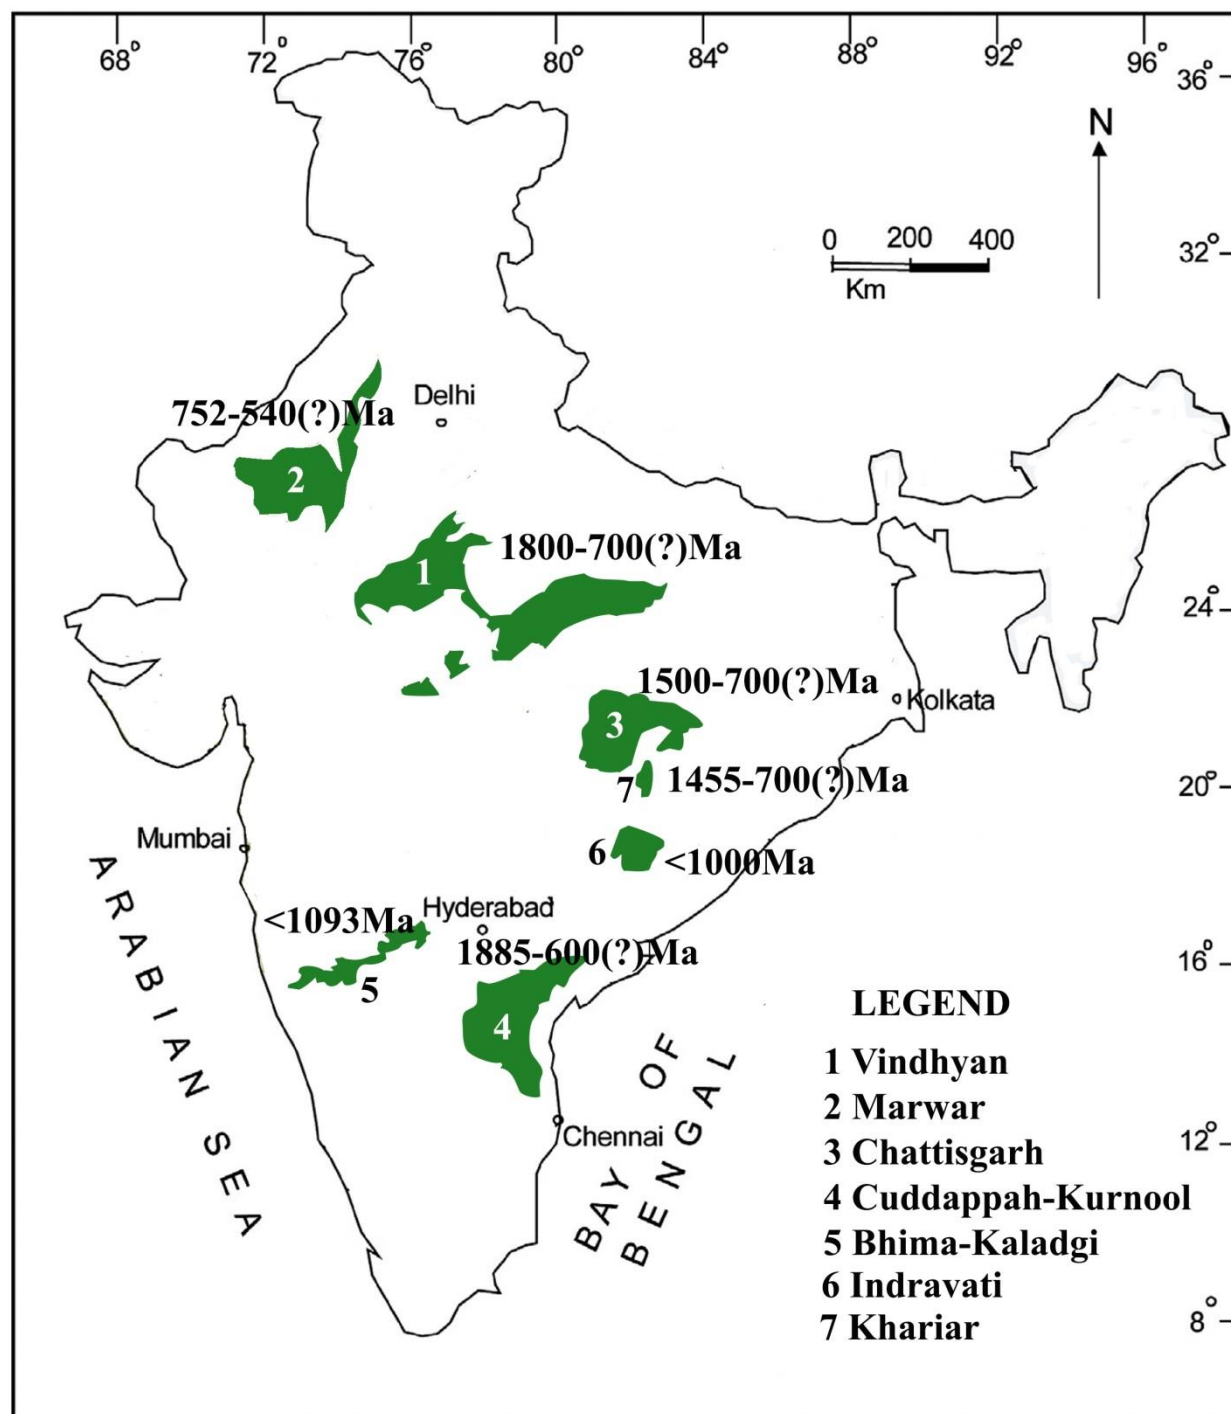 68° 72° 76° 80° 84° 88° 92° 96°
36°
N
0 200 400
Km
32°
Delhi
752-540(?)Ma
2
1800-700(?)Ma
1
24°
1500-700(?)Ma
Kolkata
3
7 1455-700(?)Ma
20°
Mumbai
6 <1000Ma
Hyderabad
<1093Ma
1885-600(?)Ma
16°
5
4
ARABIAN SEA
BAY OF
BENGAL
Chennai
12°
8°
LEGEND
1 Vindhyan
2 Marwar
3 Chattisgarh
4 Cuddappah-Kurnool
5 Bhima-Kaladgi
6 Indravati
7 Khariar